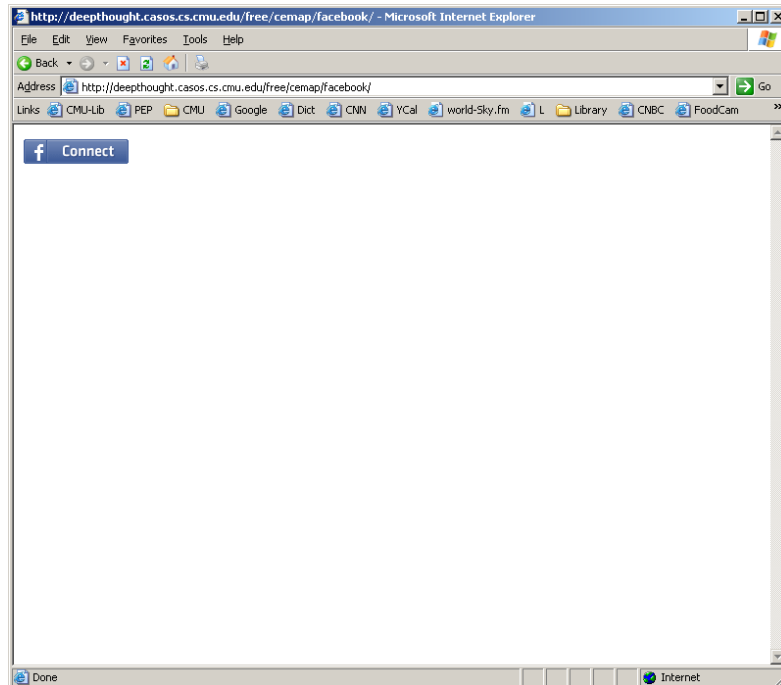 http://deepthought.casos.cs.cmu.edu/free/cemap/facebook/ - Microsoft Internet Explorer
File Edit View Favorites Tools Help
Back
Address http://deepthought.casos.cs.cmu.edu/free/cemap/facebook/ Go
Links CMU-Lib PEP CMU Google Dict CNN YCal world-5ky.fm L Library CNBC FoodCam »
f Connect
Done Internet